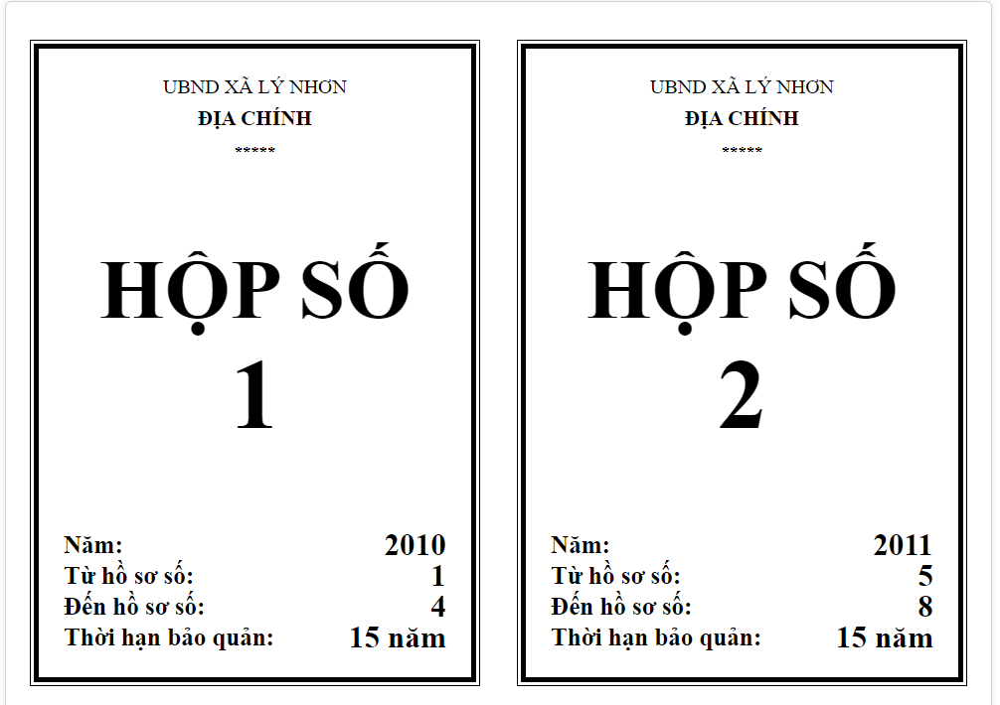 UBND XÃ LÝ NHƠN
ĐỊA CHÍNH
*****
HỘP SỐ
1
Năm: 2010
Từ hồ sơ số: 1
Đến hồ sơ số: 4
Thời hạn bảo quản: 15 năm
UBND XÃ LÝ NHƠN
ĐỊA CHÍNH
*****
HỘP SỐ
2
Năm: 2011
Từ hồ sơ số: 5
Đến hồ sơ số: 8
Thời hạn bảo quản: 15 năm